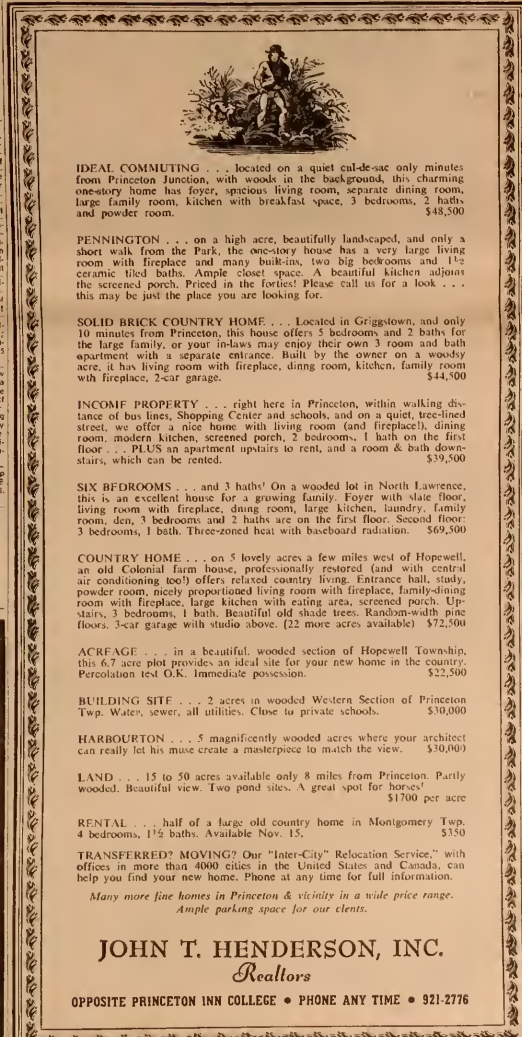 IDEAL COMMUTING . . . located on a quiet cul-de-sac only minutes
from Princeton Junction, with woods in the background, this charming
one-story home has foyer, spacious living room, separate dining room,
large family room, kitchen with breakfast space, 3 bedrooms, 2 baths
and powder room. $48,500
PENNINGTON . . . on a high acre, beautifully landscaped, and only a
short walk from the Park, the one-story house has a very large living
room with fireplace and many built-ins, two big bedrooms and 1½
ceramic tiled baths. Ample closet space. A beautiful kitchen adjoins
the screened porch. Priced in the forties! Please call us for a look . . .
this may be just the place you are looking for.
SOLID BRICK COUNTRY HOME . . . Located in Griggstown, and only
10 minutes from Princeton, this house offers 5 bedrooms and 2 baths for
the large family, or your in-laws may enjoy their own 3 room and bath
apartment with a separate entrance. Built by the owner on a woodsy
acre, it has living room with fireplace, dinng room, kitchen, family room
wth fireplace, 2-car garage. $44,500
INCOME PROPERTY . . . right here in Princeton, within walking dis-
tance of bus lines, Shopping Center and schools, and on a quiet, tree-lined
street, we offer a nice home with living room (and fireplace!), dining
room, modern kitchen, screened porch, 2 bedrooms, 1 bath on the first
floor . . . PLUS an apartment upstairs to rent, and a room & bath down-
stairs, which can be rented. $39,500
SIX BEDROOMS . . . and 3 baths! On a wooded lot in North Lawrence,
this is an excellent house for a growing family. Foyer with slate floor,
living room with fireplace, dning room, large kitchen, laundry, family
room, den, 3 bedrooms and 2 baths are on the first floor. Second floor:
3 bedrooms, 1 bath. Three-zoned heat with baseboard radiation. $69,500
COUNTRY HOME . . . on 5 lovely acres a few miles west of Hopewell,
an old Colonial farm house, professionally restored (and with central
air conditioning too!) offers relaxed country living. Entrance hall, study,
powder room, nicely proportioned living room with fireplace, family-dining
room with fireplace, large kitchen with eating area, screened porch. Up-
stairs, 3 bedrooms, 1 bath. Beautiful old shade trees. Random-width pine
floors. 3-car garage with studio above. (22 more acres available) $72,500
ACREAGE . . . in a beautiful, wooded section of Hopewell Township,
this 6.7 acre plot provides an ideal site for your new home in the country.
Percolation test O.K. Immediate possession. $22,500
BUILDING SITE . . . 2 acres in wooded Western Section of Princeton
Twp. Water, sewer, all utilities. Close to private schools. $30,000
HARBOURTON . . . 5 magnificently wooded acres where your architect
can really let his muse create a masterpiece to match the view. $30,000
LAND . . . 15 to 50 acres available only 8 miles from Princeton. Partly
wooded. Beautiful view. Two pond sites. A great spot for horses!
$1700 per acre
RENTAL . . . half of a large old country home in Montgomery Twp.
4 bedrooms, 1½ baths. Available Nov. 15. $350
TRANSFERRED? MOVING? Our "Inter-City" Relocation Service," with
offices in more than 4000 cities in the United States and Canada, can
help you find your new home. Phone at any time for full information.
Many more fine homes in Princeton & vicinity in a wide price range.
Ample parking space for our clents.
JOHN T. HENDERSON, INC.
Realtors
OPPOSITE PRINCETON INN COLLEGE • PHONE ANY TIME • 921-2776